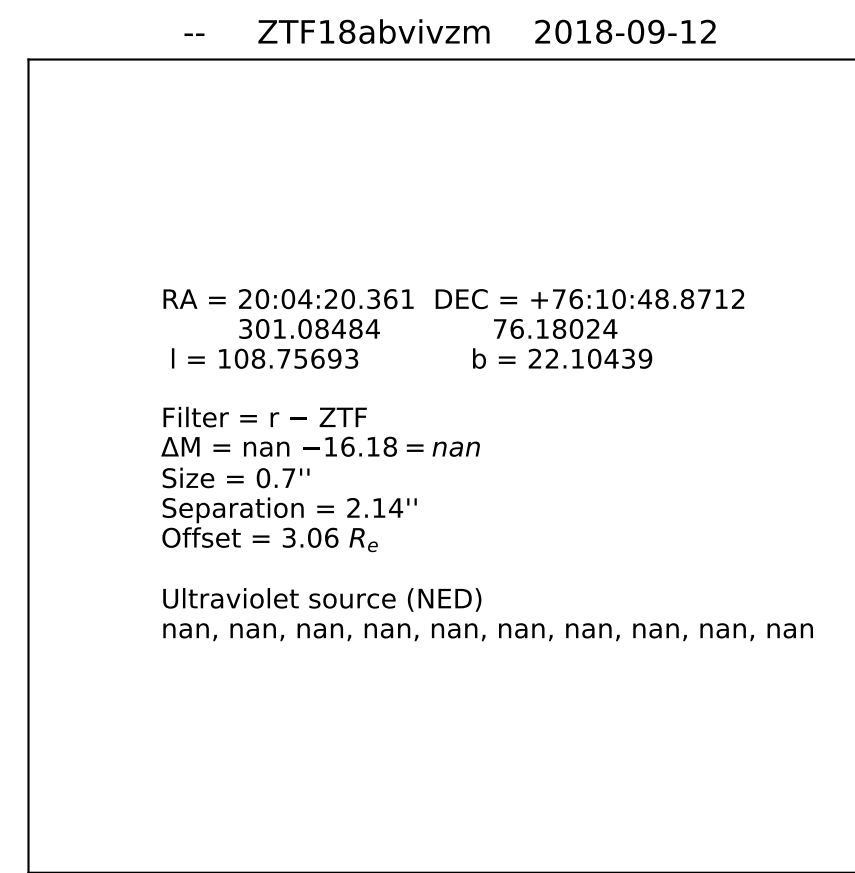 -- ZTF18abvivzm 2018-09-12
RA = 20:04:20.361 DEC = +76:10:48.8712
301.08484 76.18024
l = 108.75693 b = 22.10439
Filter = r − ZTF
ΔM = nan −16.18 = nan
Size = 0.7''
Separation = 2.14''
Offset = 3.06 Rₑ
Ultraviolet source (NED)
nan, nan, nan, nan, nan, nan, nan, nan, nan, nan